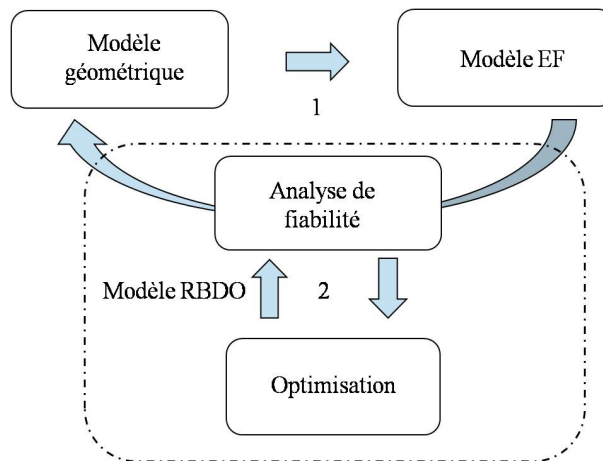 Modèle
géométrique
Modèle EF
1
Analyse de
fiabilité
Modèle RBDO
2
Optimisation